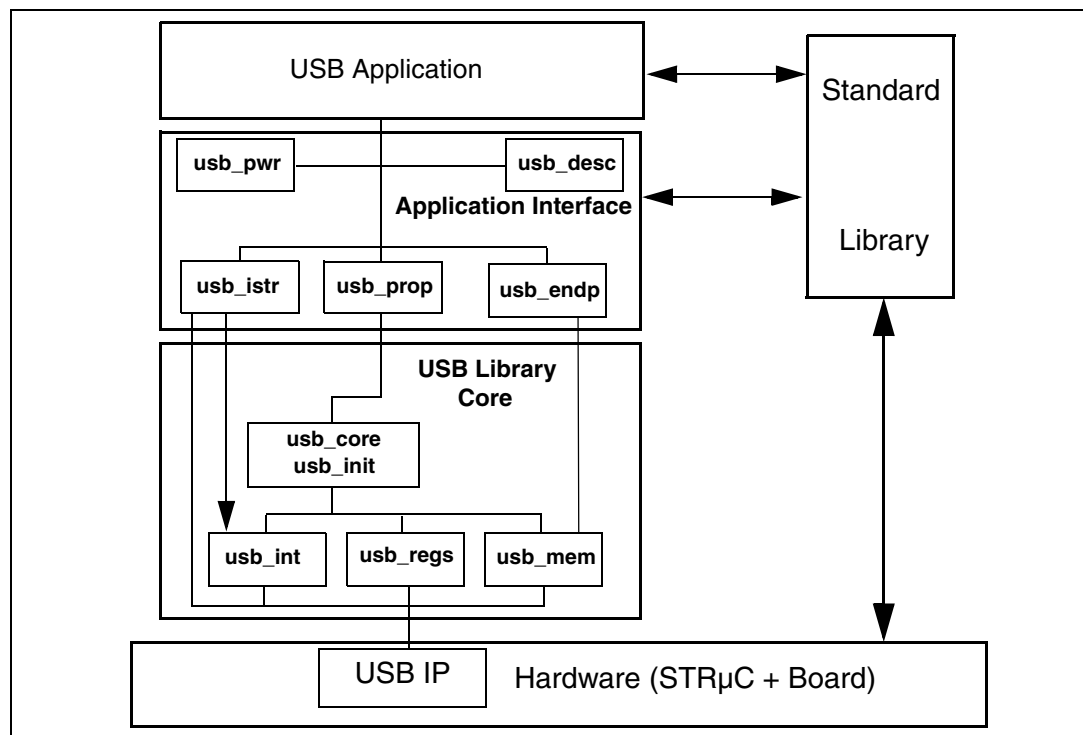 USB Application
Standard
Library
usb_pwr
usb_desc
Application Interface
usb_istr
usb_prop
usb_endp
USB Library
Core
usb_core
usb_init
usb_int
usb_regs
usb_mem
USB IP
Hardware (STRµC + Board)